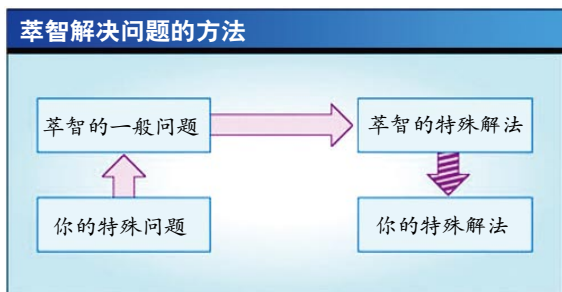 萃智解决问题的方法
萃智的一般问题
萃智的特殊解法
你的特殊问题
你的特殊解法